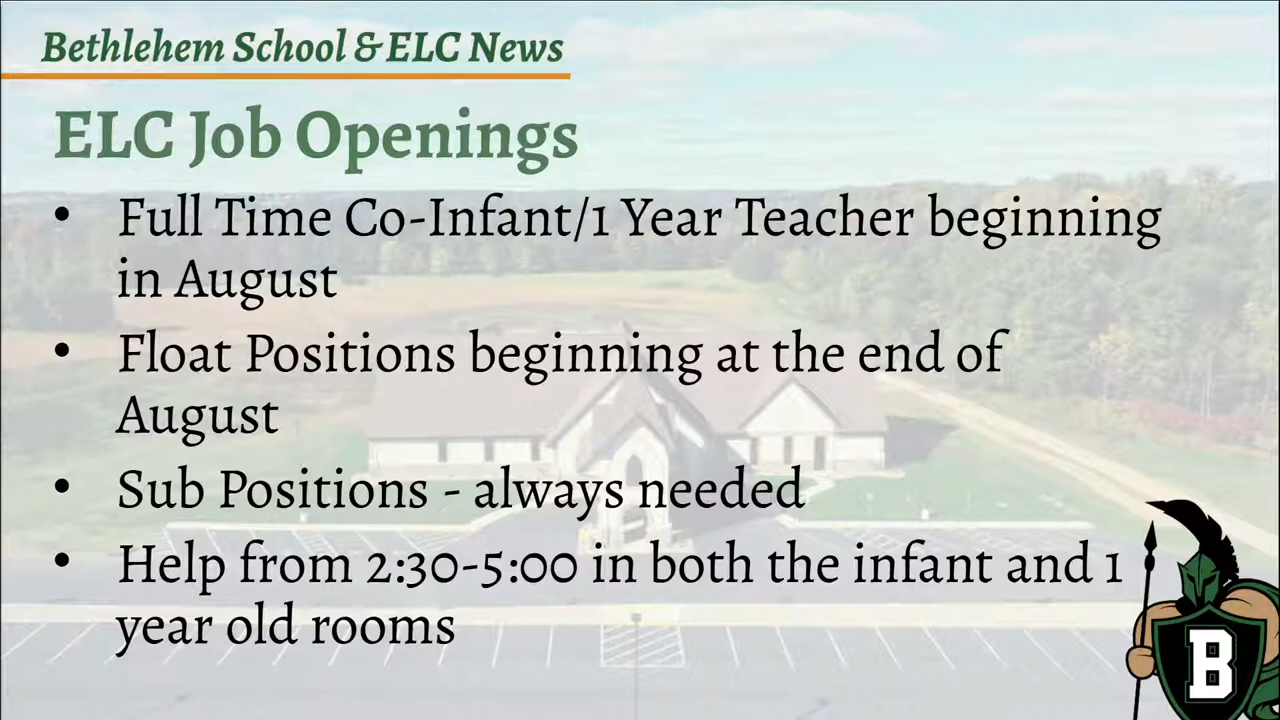 Bethlehem School & ELC News
ELC Job Openings
• Full Time Co-Infant/1 Year Teacher beginning
in August
• Float Positions beginning at the end of
August
• Sub Positions - always needed
• Help from 2:30-5:00 in both the infant and 1
year old rooms
B